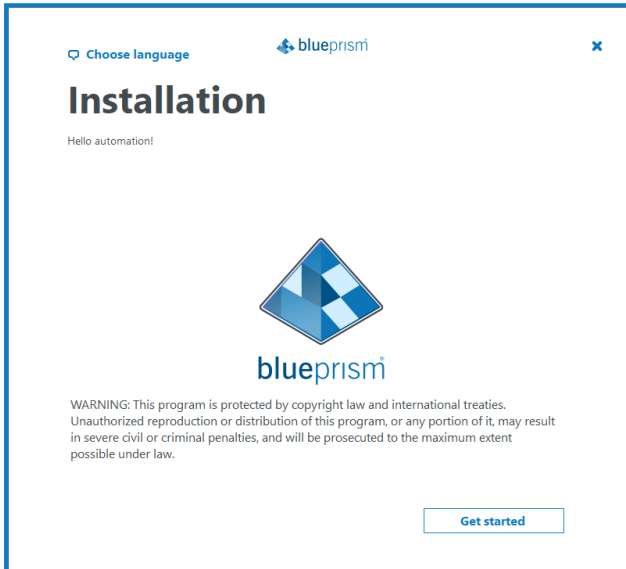 Choose language
blueprism
Installation
Hello automation!
blueprism
WARNING: This program is protected by copyright law and international treaties.
Unauthorized reproduction or distribution of this program, or any portion of it, may result
in severe civil or criminal penalties, and will be prosecuted to the maximum extent
possible under law.
Get started